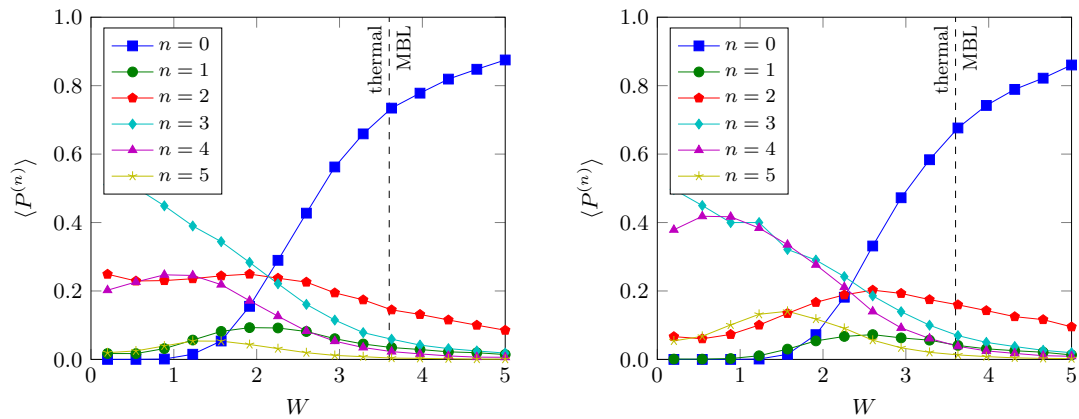 1.0
0.8
0.6
0.4
0.2
0.0
0
1
2
3
4
5
W
⟨P⁽ⁿ⁾⟩
n = 0
n = 1
n = 2
n = 3
n = 4
n = 5
thermal
MBL
1.0
0.8
0.6
0.4
0.2
0.0
0
1
2
3
4
5
W
⟨P⁽ⁿ⁾⟩
n = 0
n = 1
n = 2
n = 3
n = 4
n = 5
thermal
MBL